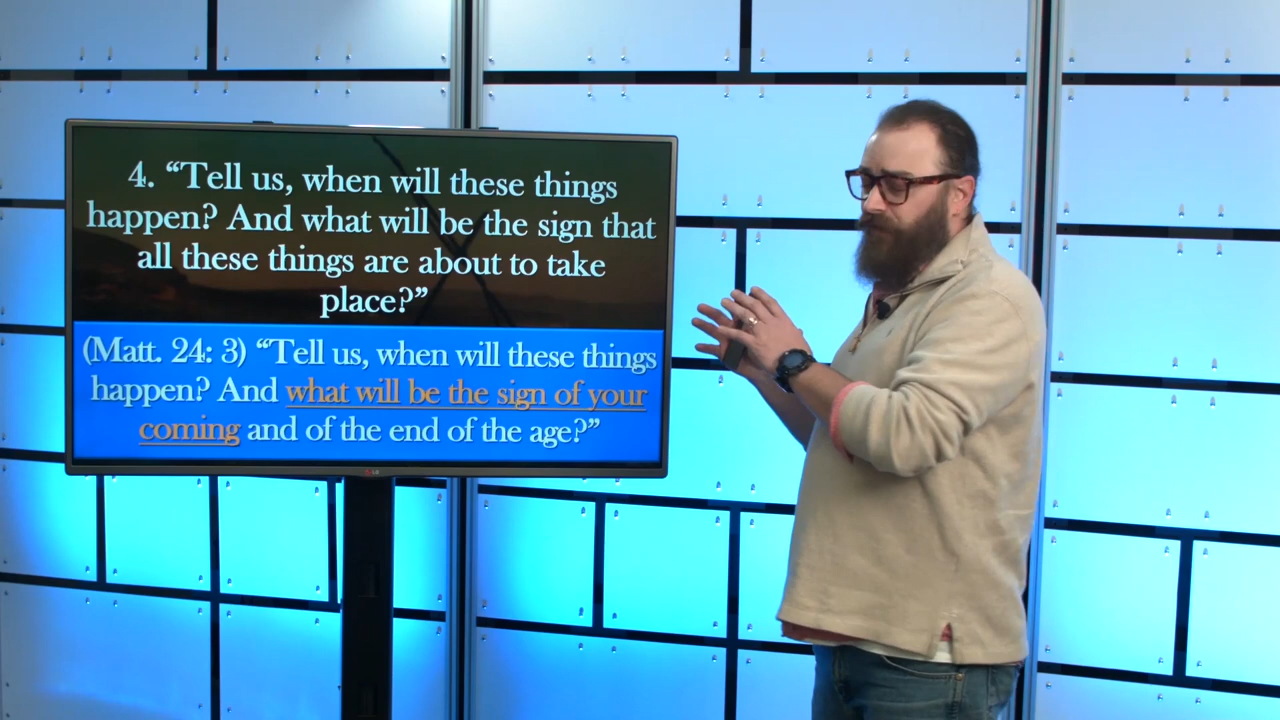 4. “Tell us, when will these things
happen? And what will be the sign that
all these things are about to take
place?”
(Matt. 24: 3) “Tell us, when will these things
happen? And what will be the sign of your
coming and of the end of the age?”
LG